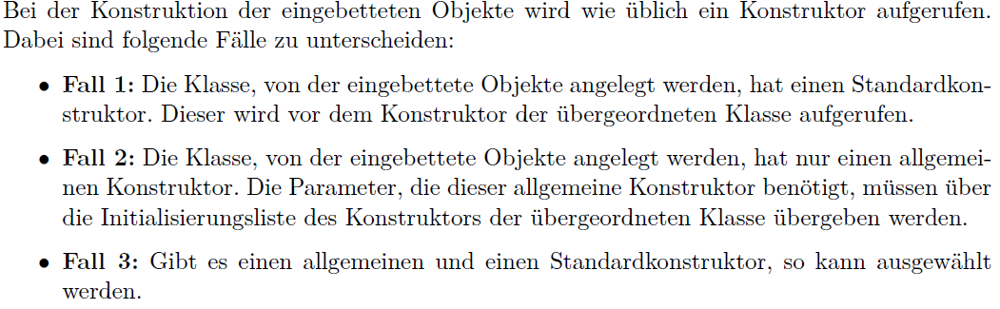 Bei der Konstruktion der eingebetteten Objekte wird wie üblich ein Konstruktor aufgerufen.
Dabei sind folgende Fälle zu unterscheiden:
• Fall 1: Die Klasse, von der eingebettete Objekte angelegt werden, hat einen Standardkon-
struktor. Dieser wird vor dem Konstruktor der übergeordneten Klasse aufgerufen.
• Fall 2: Die Klasse, von der eingebettete Objekte angelegt werden, hat nur einen allgemei-
nen Konstruktor. Die Parameter, die dieser allgemeine Konstruktor benötigt, müssen über
die Initialisierungsliste des Konstruktors der übergeordneten Klasse übergeben werden.
• Fall 3: Gibt es einen allgemeinen und einen Standardkonstruktor, so kann ausgewählt
werden.